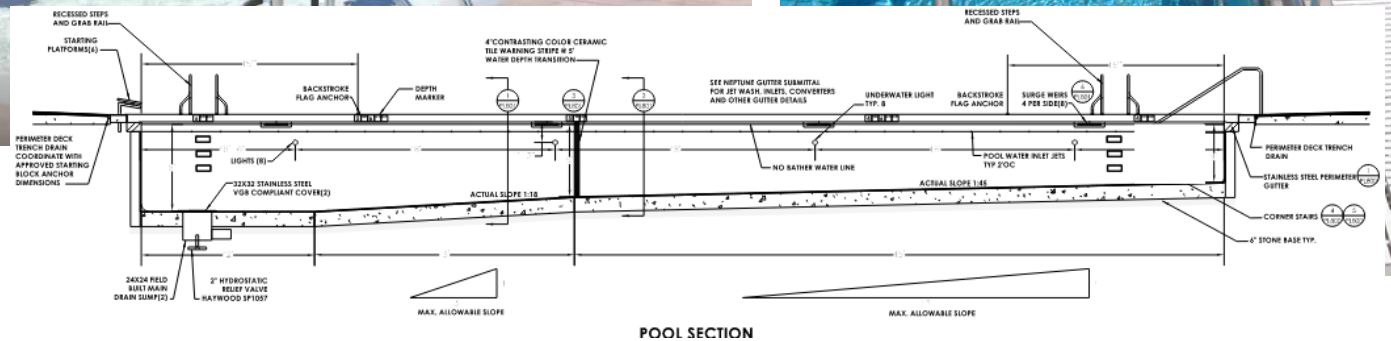 RECESSED STEPS
AND GRAB RAIL
STARTING
PLATFORMS(6)
4"CONTRASTING COLOR CERAMIC
TILE WARNING STRIPE @ 5'
WATER DEPTH TRANSITION
RECESSED STEPS
AND GRAB RAIL
BACKSTROKE
FLAG ANCHOR
DEPTH
MARKER
SEE NEPTUNE GUTTER SUBMITTAL
FOR JET WASH, INLETS, CONVERTERS
AND OTHER GUTTER DETAILS
UNDERWATER LIGHT
TYP. 8
BACKSTROKE
FLAG ANCHOR
SURGE WEIRS
4 PER SIDE(8)
PERIMETER DECK
TRENCH DRAIN
COORDINATE WITH
APPROVED STARTING
BLOCK ANCHOR
DIMENSIONS
LIGHTS (8)
32X32 STAINLESS STEEL
VGB COMPLIANT COVER(2)
ACTUAL SLOPE 1:18
NO BATHER WATER LINE
POOL WATER INLET JETS
TYP 2'OC
ACTUAL SLOPE 1:45
PERIMETER DECK TRENCH
DRAIN
STAINLESS STEEL PERIMETER
GUTTER
CORNER STAIRS
6" STONE BASE TYP.
24X24 FIELD
BUILT MAIN
DRAIN SUMP(2)
2" HYDROSTATIC
RELIEF VALVE
HAYWOOD SP1057
MAX. ALLOWABLE SLOPE
MAX. ALLOWABLE SLOPE
POOL SECTION